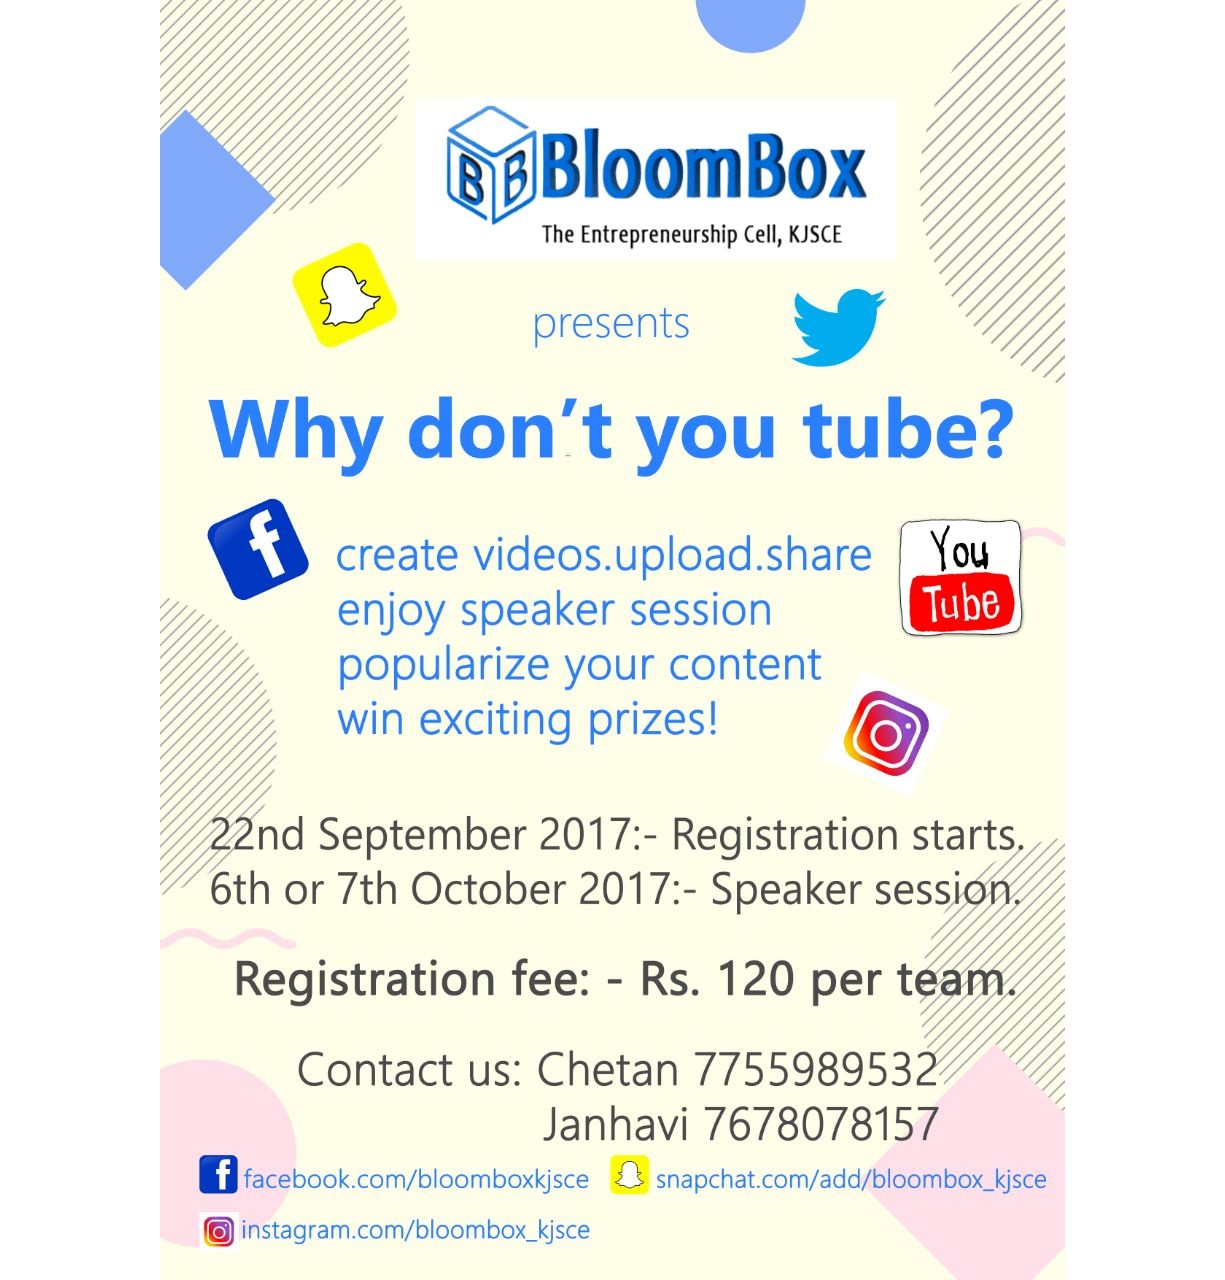 BB BloomBox
The Entrepreneurship Cell, KJSCE
presents
Why don't you tube?
create videos.upload.share
enjoy speaker session
popularize your content
win exciting prizes!
You
Tube
22nd September 2017:- Registration starts.
6th or 7th October 2017:- Speaker session.
Registration fee: - Rs. 120 per team.
Contact us: Chetan 7755989532
Janhavi 7678078157
facebook.com/bloomboxkjsce snapchat.com/add/bloombox_kjsce
instagram.com/bloombox_kjsce